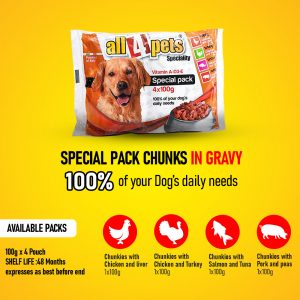 all4pets
Speciality
Vitamin A-D3-E
Special pack
4x100g
100% of your dog's
daily needs
SPECIAL PACK CHUNKS IN GRAVY
100% of your Dog's daily needs
AVAILABLE PACKS
100g x 4 Pouch
SHELF LIFE :48 Months
expresses as best before end
Chunkies with
Chicken and liver
1x100g
Chunkies with
Chicken and Turkey
1x100g
Chunkies with
Salmon and Tuna
1x100g
Chunkies with
Pork and peas
1x100g